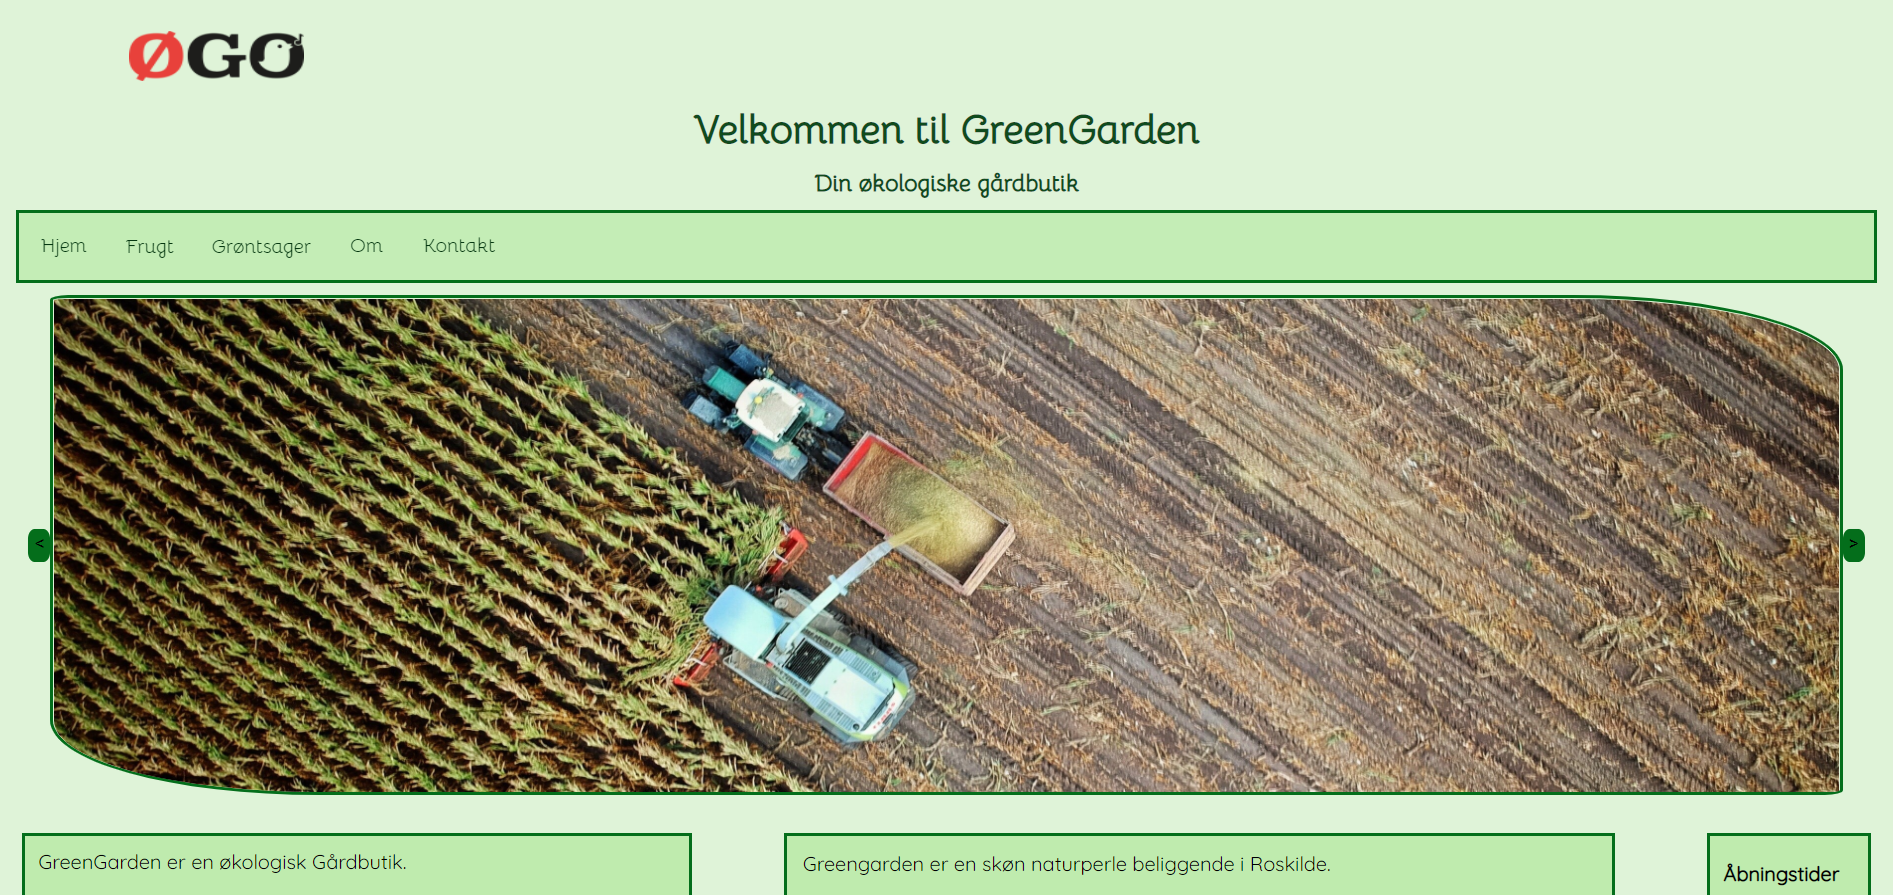 ØGO
Velkommen til GreenGarden
Din økologiske gårdbutik
Hjem Frugt Grøntsager Om Kontakt
< >
GreenGarden er en økologisk Gårdbutik.
Greengarden er en skøn naturperle beliggende i Roskilde.
Åbningstider